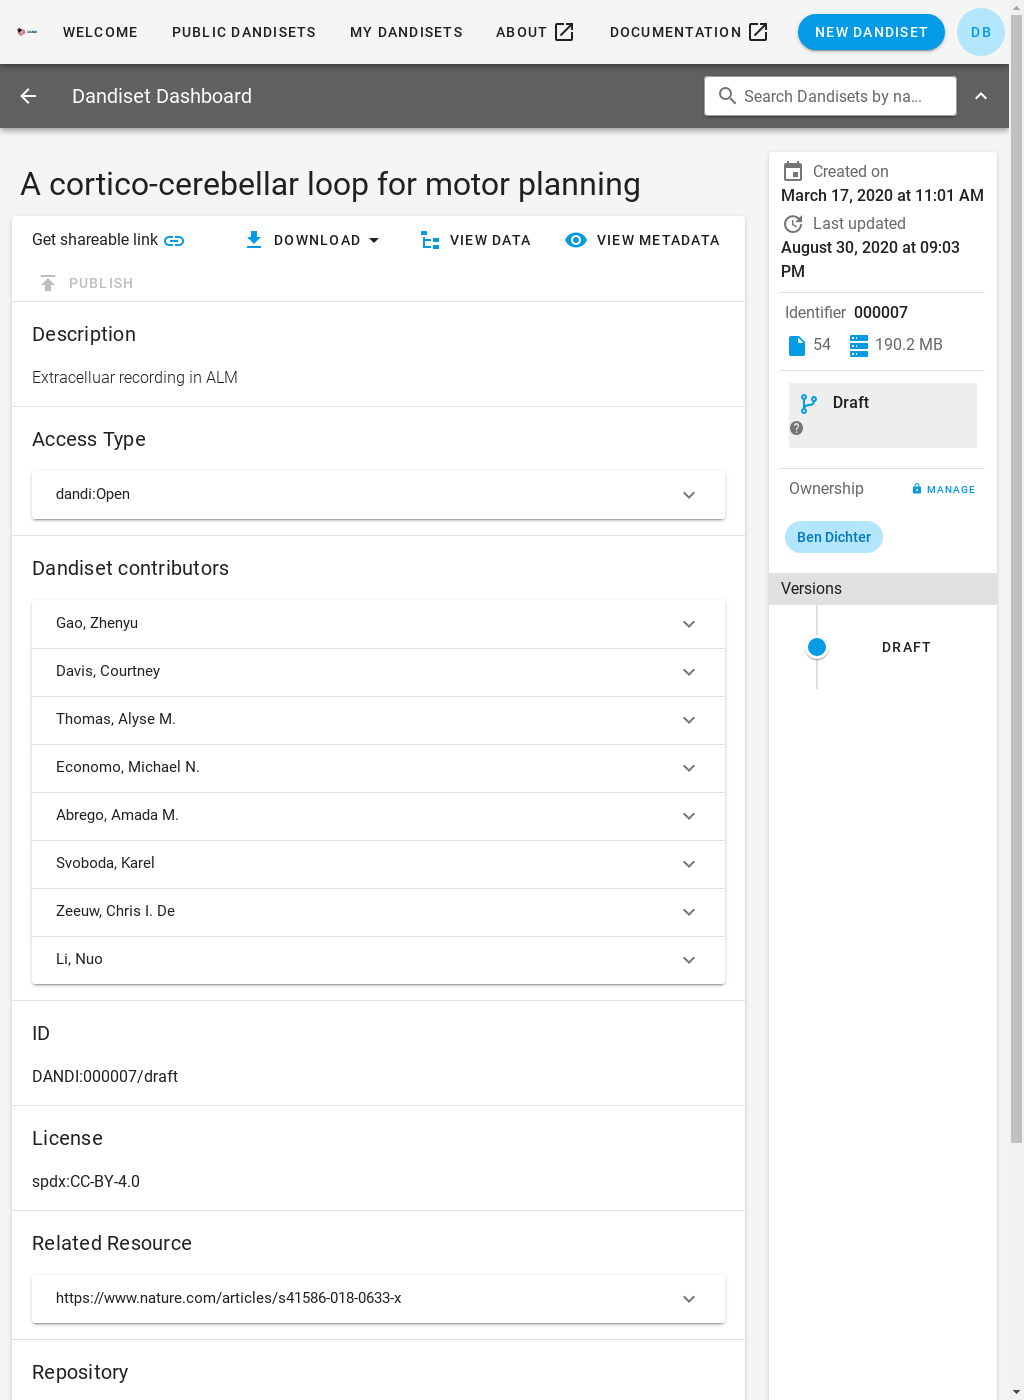 WELCOME PUBLIC DANDISETS MY DANDISETS ABOUT DOCUMENTATION NEW DANDISET DB
Dandiset Dashboard
Search Dandisets by na...
A cortico-cerebellar loop for motor planning
Get shareable link DOWNLOAD VIEW DATA VIEW METADATA
PUBLISH
Description
Extracelluar recording in ALM
Access Type
dandi:Open
Dandiset contributors
Gao, Zhenyu
Davis, Courtney
Thomas, Alyse M.
Economo, Michael N.
Abrego, Amada M.
Svoboda, Karel
Zeeuw, Chris I. De
Li, Nuo
ID
DANDI:000007/draft
License
spdx:CC-BY-4.0
Related Resource
https://www.nature.com/articles/s41586-018-0633-x
Repository
Created on
March 17, 2020 at 11:01 AM
Last updated
August 30, 2020 at 09:03
PM
Identifier 000007
54 190.2 MB
Draft
Ownership MANAGE
Ben Dichter
Versions
DRAFT